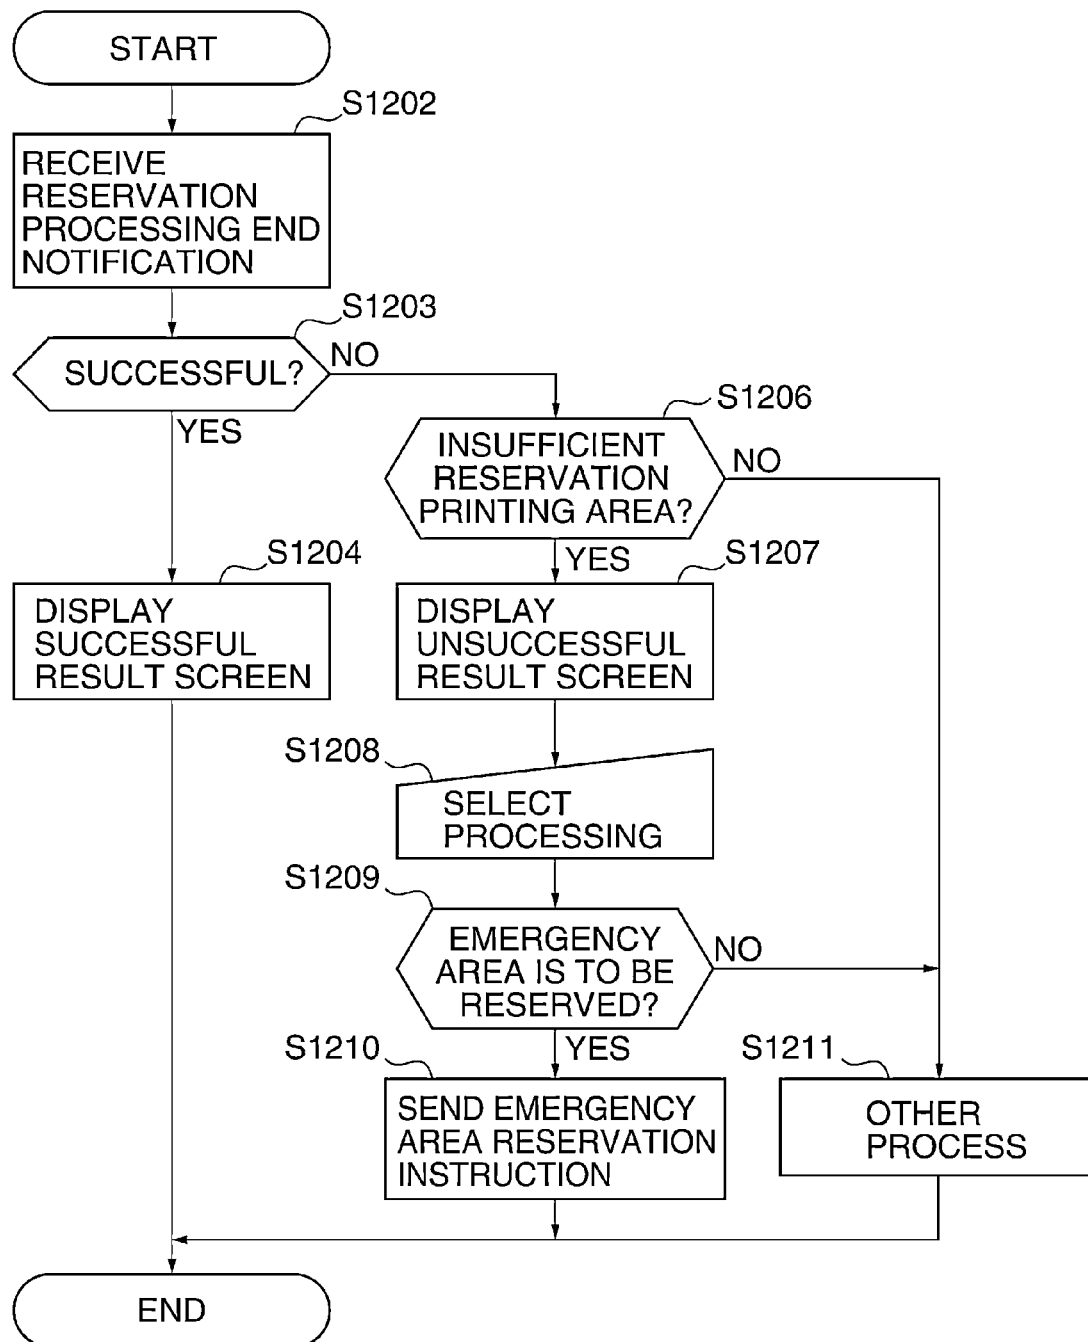 START
S1202
RECEIVE
RESERVATION
PROCESSING END
NOTIFICATION
S1203
SUCCESSFUL?
NO
YES
S1206
INSUFFICIENT
RESERVATION
PRINTING AREA?
NO
YES
S1204
DISPLAY
SUCCESSFUL
RESULT SCREEN
S1207
DISPLAY
UNSUCCESSFUL
RESULT SCREEN
S1208
SELECT
PROCESSING
S1209
EMERGENCY
AREA IS TO BE
RESERVED?
NO
YES
S1210
SEND EMERGENCY
AREA RESERVATION
INSTRUCTION
S1211
OTHER
PROCESS
END